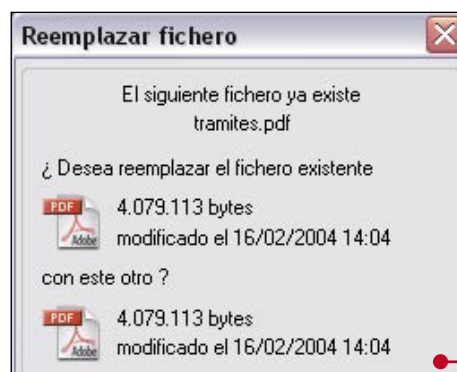 Reemplazar fichero
El siguiente fichero ya existe
tramites.pdf
¿ Desea reemplazar el fichero existente
PDF
Adobe
4.079.113 bytes
modificado el 16/02/2004 14:04
con este otro ?
PDF
Adobe
4.079.113 bytes
modificado el 16/02/2004 14:04